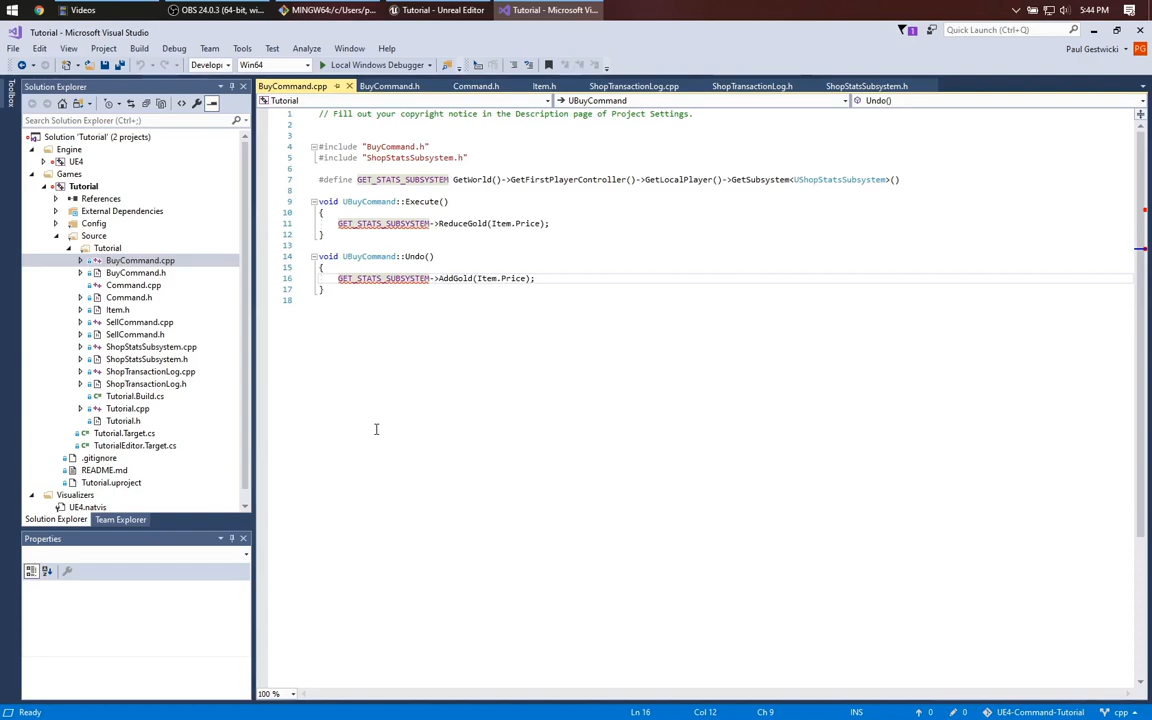 OBS 24.0.3 (64-bit, wi...
Videos
MINGW64:/c/Users/p...
Tutorial - Unreal Editor
Tutorial - Microsoft Vi...
5:44 PM
Tutorial - Microsoft Visual Studio
1
Quick Launch (Ctrl+Q)
File Edit View Project Build Debug Team Tools Test Analyze Window Help
Paul Gestwicki PG
Develop Win64 Local Windows Debugger
Toolbox
Solution Explorer
Search Solution Explorer (Ctrl+;)
Solution 'Tutorial' (2 projects)
Engine
UE4
Games
Tutorial
References
External Dependencies
Config
Source
Tutorial
BuyCommand.cpp
BuyCommand.h
Command.cpp
Command.h
Item.h
SellCommand.cpp
SellCommand.h
ShopStatsSubsystem.cpp
ShopStatsSubsystem.h
ShopTransactionLog.cpp
ShopTransactionLog.h
Tutorial.Build.cs
Tutorial.cpp
Tutorial.h
Tutorial.Target.cs
TutorialEditor.Target.cs
.gitignore
README.md
Tutorial.uproject
Visualizers
UE4.natvis
Solution Explorer Team Explorer
Properties
BuyCommand.cpp BuyCommand.h Command.h Item.h ShopTransactionLog.cpp ShopTransactionLog.h ShopStatsSubsystem.h
Tutorial UBuyCommand Undo()
1 // Fill out your copyright notice in the Description page of Project Settings.
2
3
4 #include "BuyCommand.h"
5 #include "ShopStatsSubsystem.h"
6
7 #define GET_STATS_SUBSYSTEM GetWorld()->GetFirstPlayerController()->GetLocalPlayer()->GetSubsystem<UShopStatsSubsystem>()
8
9 void UBuyCommand::Execute()
10 {
11 GET_STATS_SUBSYSTEM->ReduceGold(Item.Price);
12 }
13
14 void UBuyCommand::Undo()
15 {
16 GET_STATS_SUBSYSTEM->AddGold(Item.Price);
17 }
18
100 %
Ready Ln 16 Col 12 Ch 9 INS 0 0 UE4-Command-Tutorial cpp